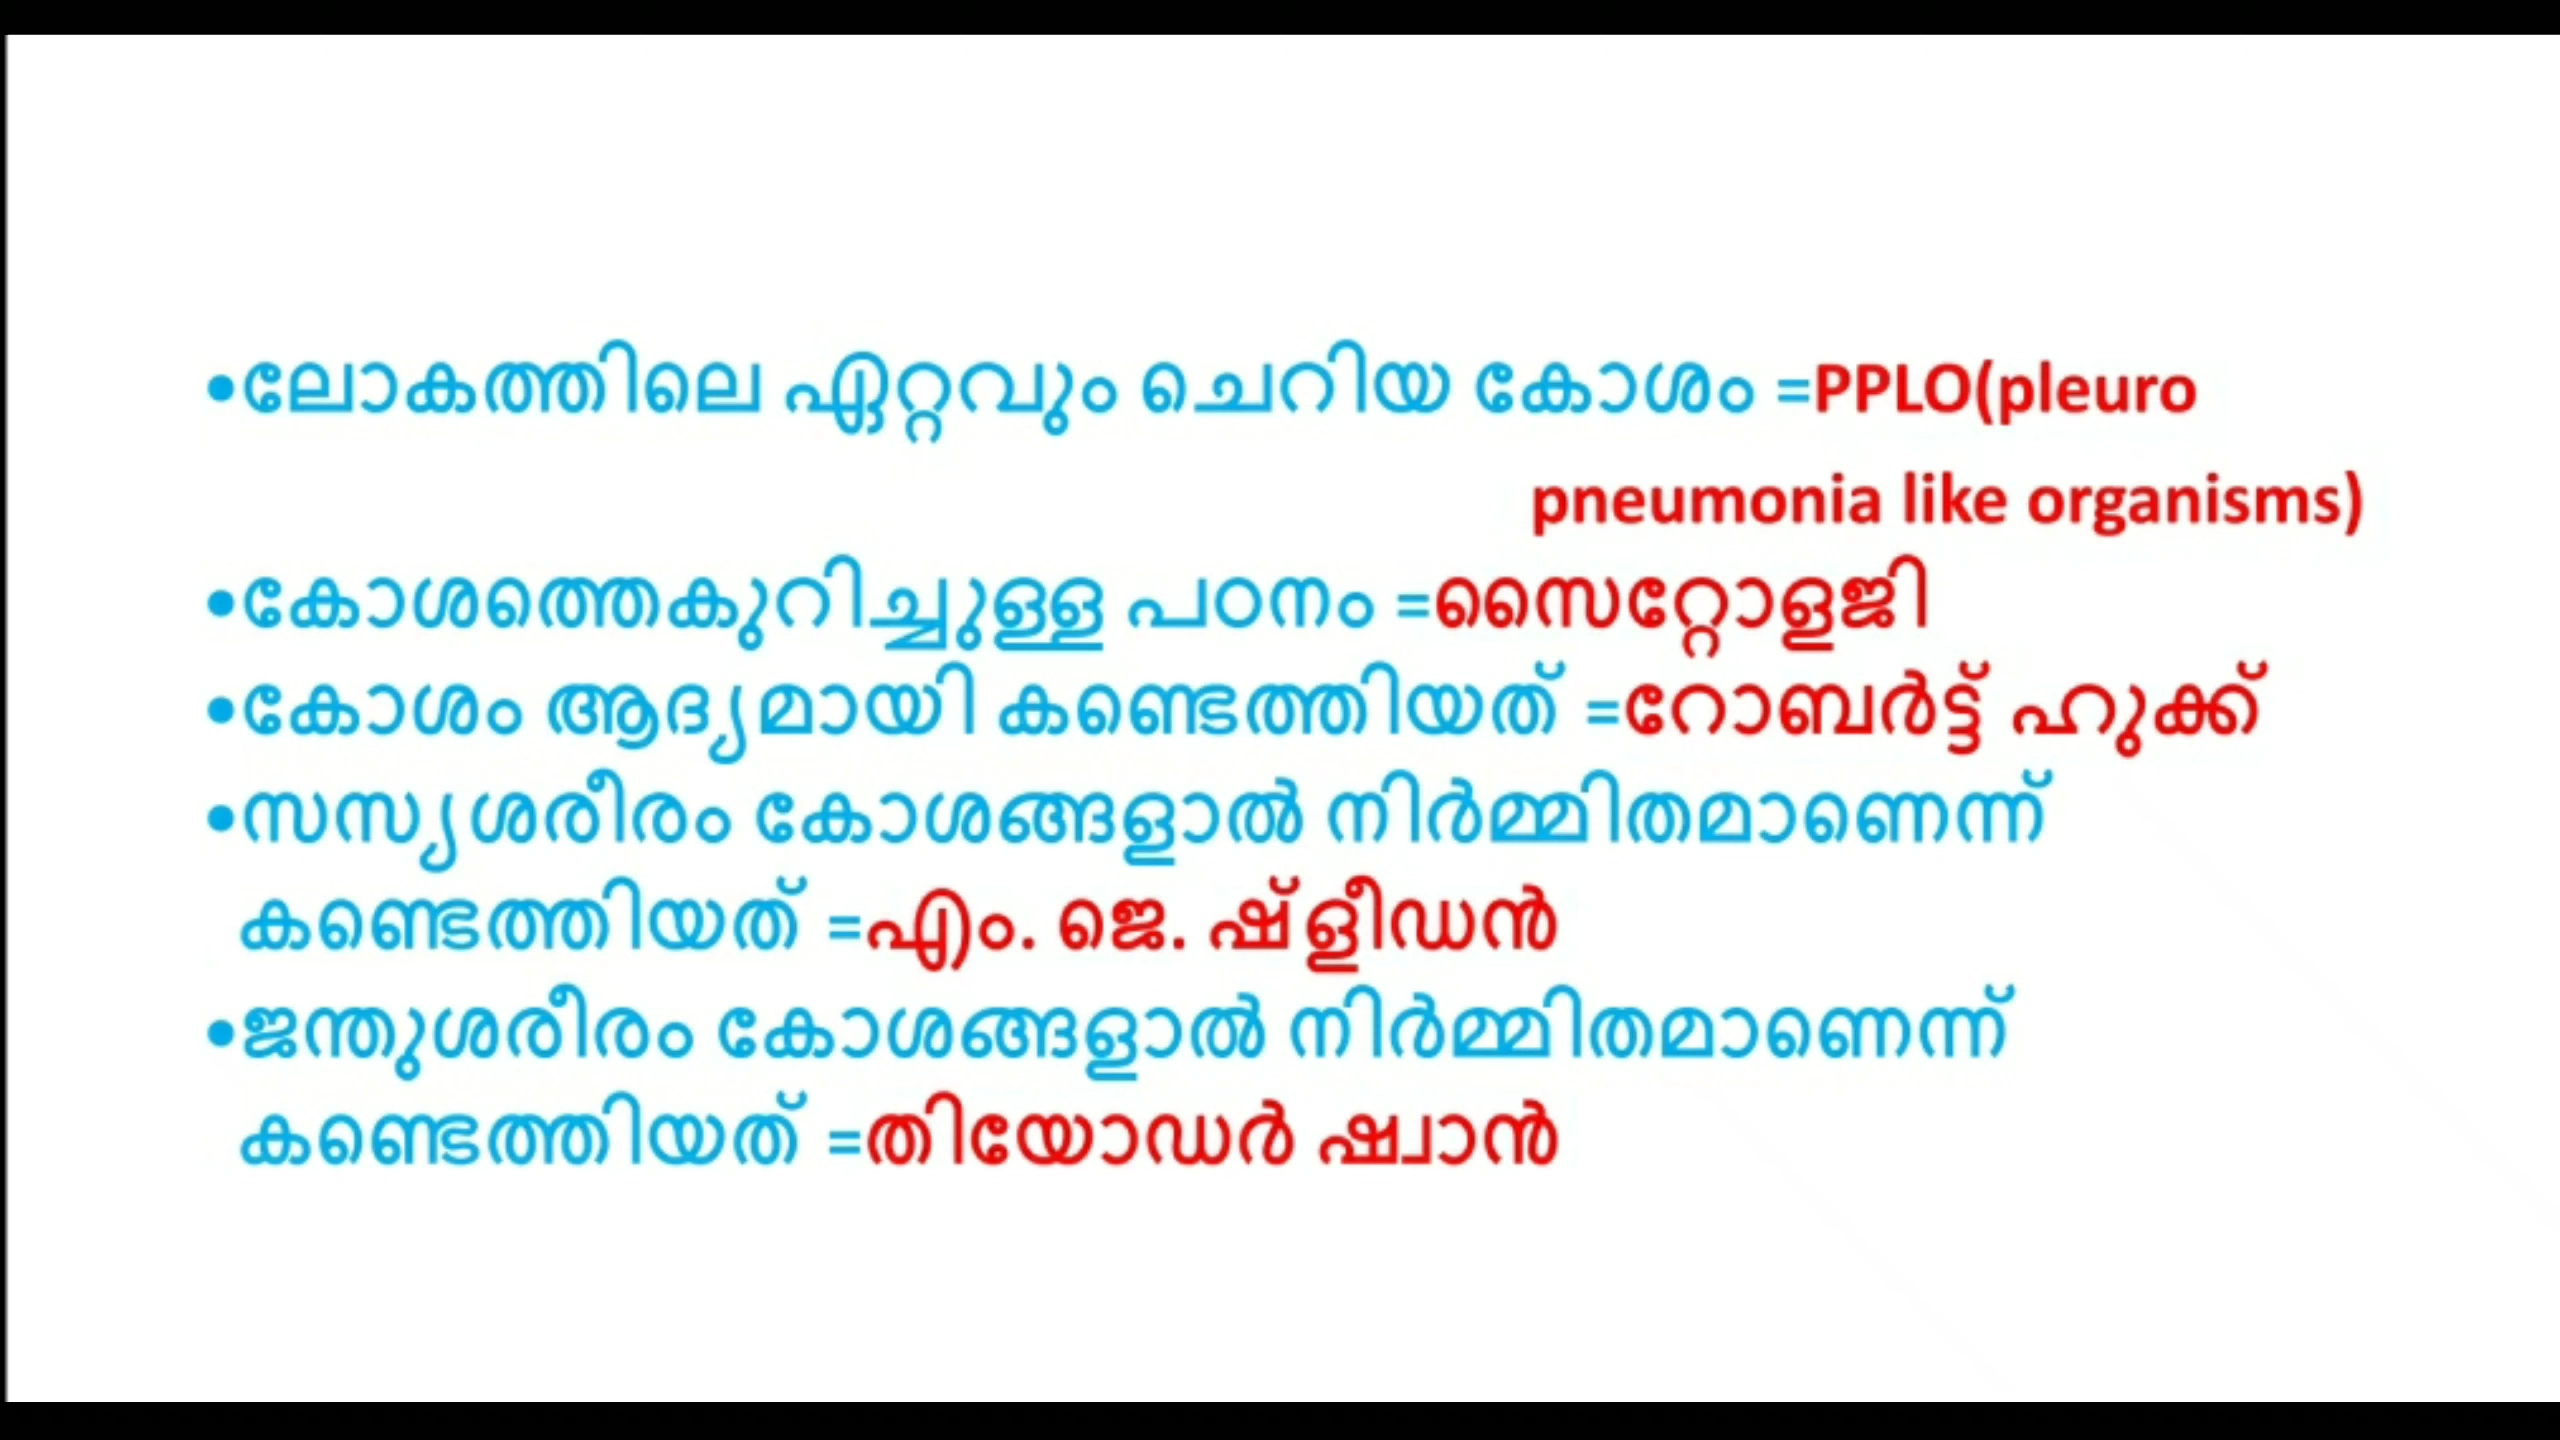 •ലോകത്തിലെ ഏറ്റവും ചെറിയ കോശം =PPLO(pleuro
pneumonia like organisms)
•കോശത്തെകുറിച്ചുള്ള പഠനം =സൈറ്റോളജി
•കോശം ആദ്യമായി കണ്ടെത്തിയത് =റോബർട്ട് ഹുക്ക്
•സസ്യശരീരം കോശങ്ങളാൽ നിർമ്മിതമാണെന്ന്
കണ്ടെത്തിയത് =എം. ജെ. ഷ്ളീഡൻ
•ജന്തുശരീരം കോശങ്ങളാൽ നിർമ്മിതമാണെന്ന്
കണ്ടെത്തിയത് =തിയോഡർ ഷ്വാൻ